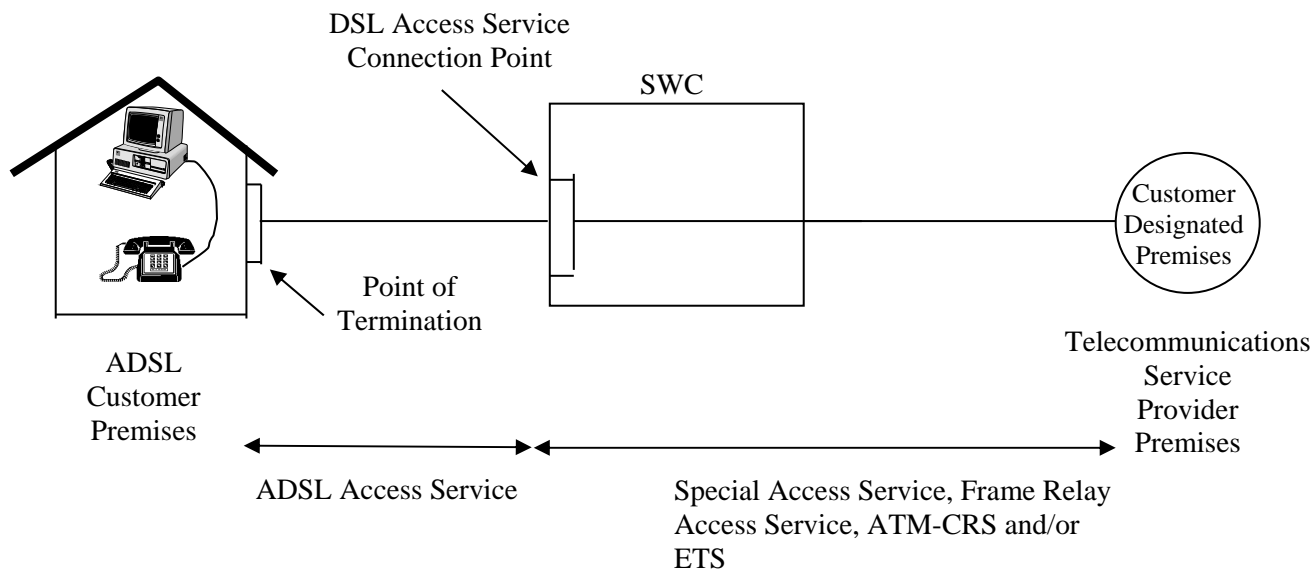 DSL Access Service
Connection Point
SWC
Customer
Designated
Premises
Point of
Termination
ADSL
Customer
Premises
Telecommunications
Service
Provider
Premises
ADSL Access Service
Special Access Service, Frame Relay
Access Service, ATM-CRS and/or
ETS